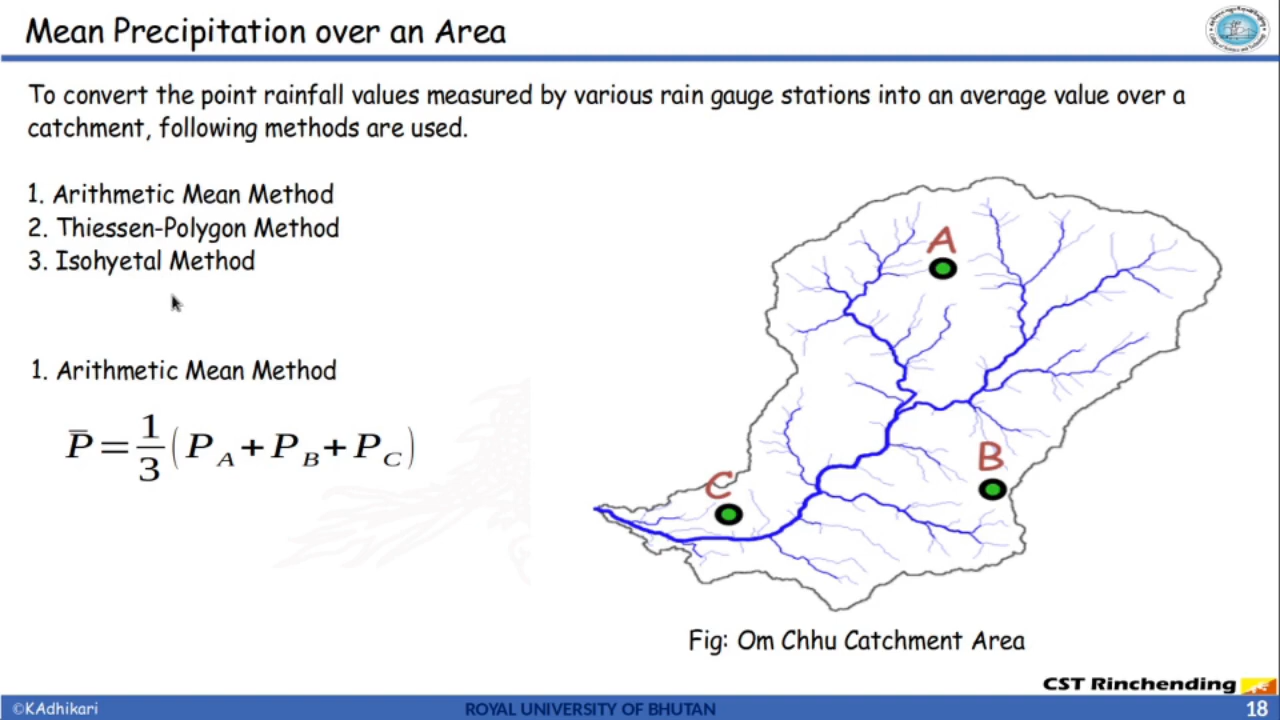 Mean Precipitation over an Area
To convert the point rainfall values measured by various rain gauge stations into an average value over a
catchment, following methods are used.
1. Arithmetic Mean Method
2. Thiessen-Polygon Method
3. Isohyetal Method
1. Arithmetic Mean Method
P̄ = 1/3 (P_A + P_B + P_C)
A
B
C
Fig: Om Chhu Catchment Area
CST Rinchending
©KAdhikari
ROYAL UNIVERSITY OF BHUTAN
18